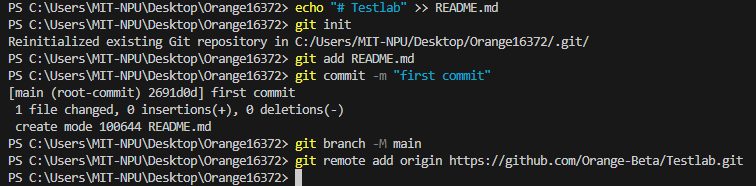 PS C:\Users\MIT-NPU\Desktop\Orange16372> echo "# Testlab" >> README.md
PS C:\Users\MIT-NPU\Desktop\Orange16372> git init
Reinitialized existing Git repository in C:/Users/MIT-NPU/Desktop/Orange16372/.git/
PS C:\Users\MIT-NPU\Desktop\Orange16372> git add README.md
PS C:\Users\MIT-NPU\Desktop\Orange16372> git commit -m "first commit"
[main (root-commit) 2691d0d] first commit
 1 file changed, 0 insertions(+), 0 deletions(-)
 create mode 100644 README.md
PS C:\Users\MIT-NPU\Desktop\Orange16372> git branch -M main
PS C:\Users\MIT-NPU\Desktop\Orange16372> git remote add origin https://github.com/Orange-Beta/Testlab.git
PS C:\Users\MIT-NPU\Desktop\Orange16372>